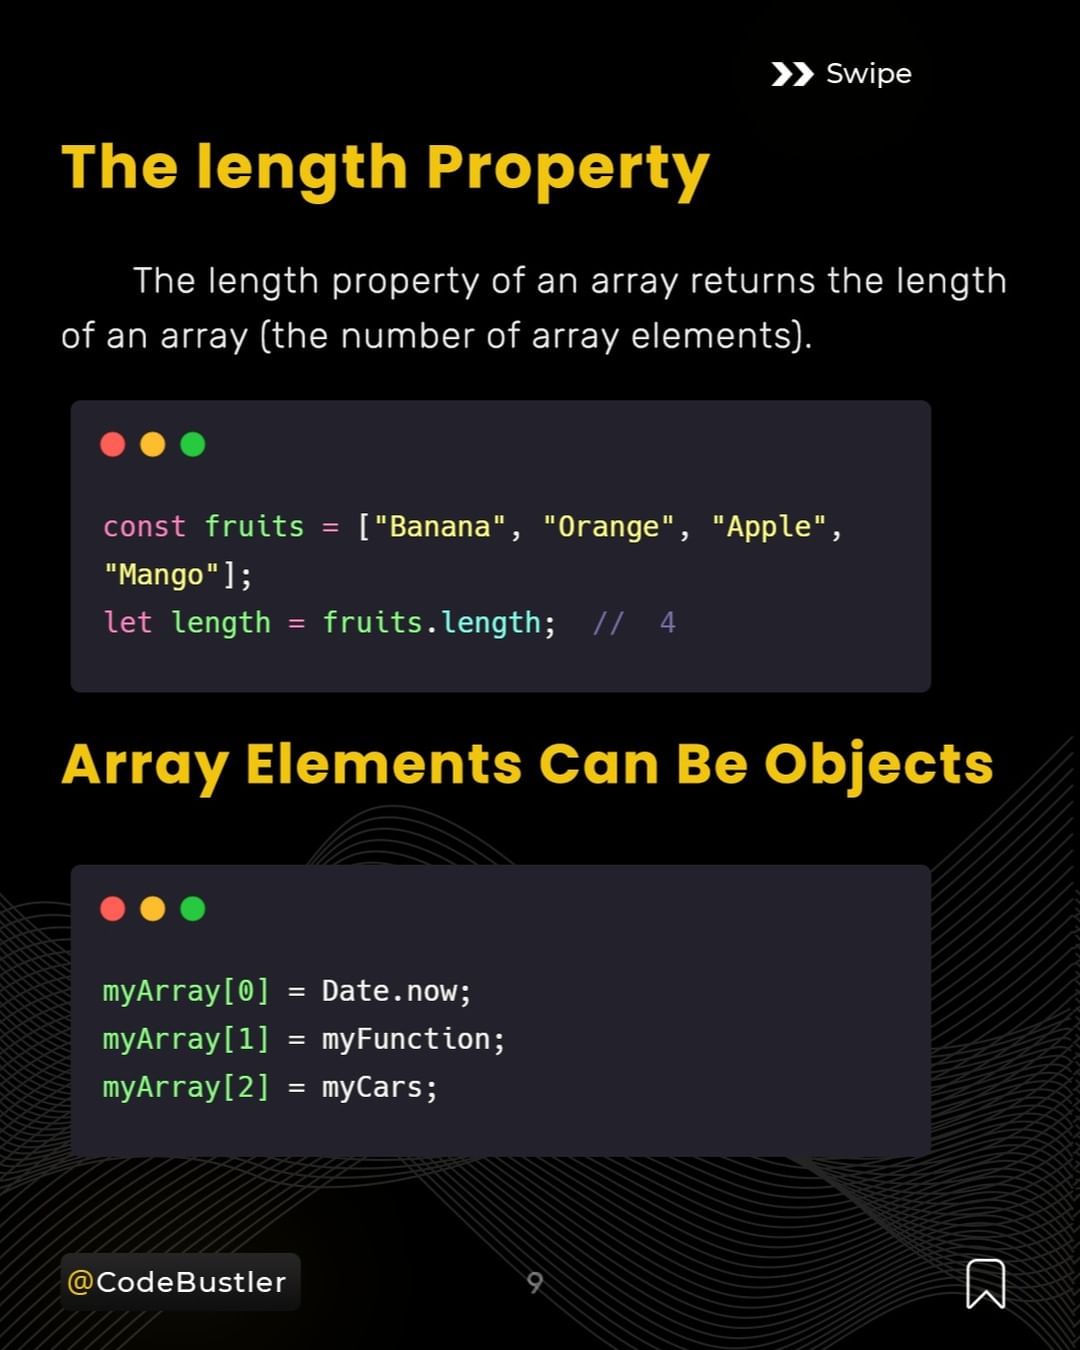 Swipe
The length Property
The length property of an array returns the length
of an array (the number of array elements).
const fruits = ["Banana", "Orange", "Apple",
"Mango"];
let length = fruits.length;  //  4
Array Elements Can Be Objects
myArray[0] = Date.now;
myArray[1] = myFunction;
myArray[2] = myCars;
@CodeBustler
9